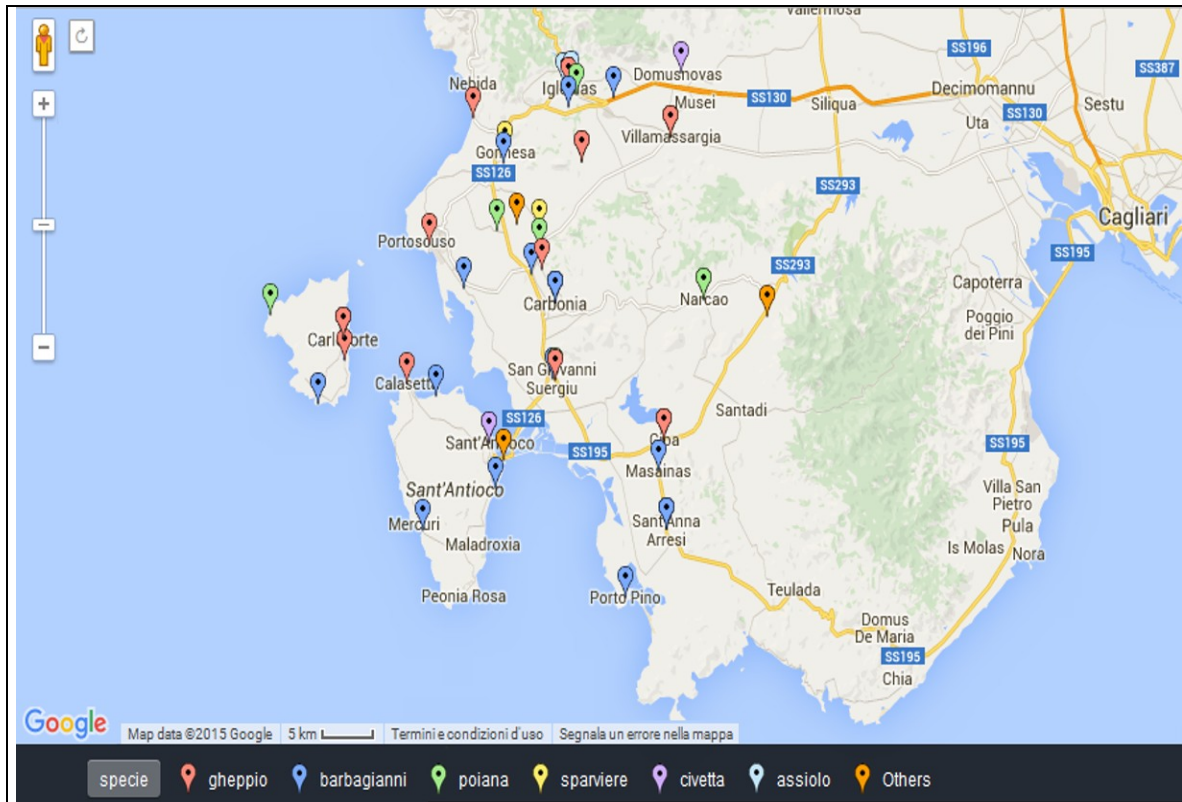 Vallermosa
SS196
SS387
Domusnovas
Nebida
Iglesias
Decimomannu
Musei
SS130
Siliqua
Sestu
SS130
Uta
Villamassargia
Gonnesa
SS126
SS293
Cagliari
Portosouso
SS195
SS293
Capoterra
Narcao
Carbonia
Poggio
dei Pini
Carloforte
San Giovanni
Suergiu
Calasetta
Santadi
SS126
Sant'Antioco
Giba
SS195
SS195
Masainas
Sant'Antioco
Villa San
Pietro
Mercuri
Sant'Anna
Arresi
Pula
Maladroxia
Is Molas
Nora
Teulada
Peonia Rosa
Porto Pino
Domus
De Maria
SS195
Chia
Google
Map data ©2015 Google
5 km
Termini e condizioni d'uso
Segnala un errore nella mappa
specie
gheppio
barbagianni
poiana
sparviere
civetta
assiolo
Others